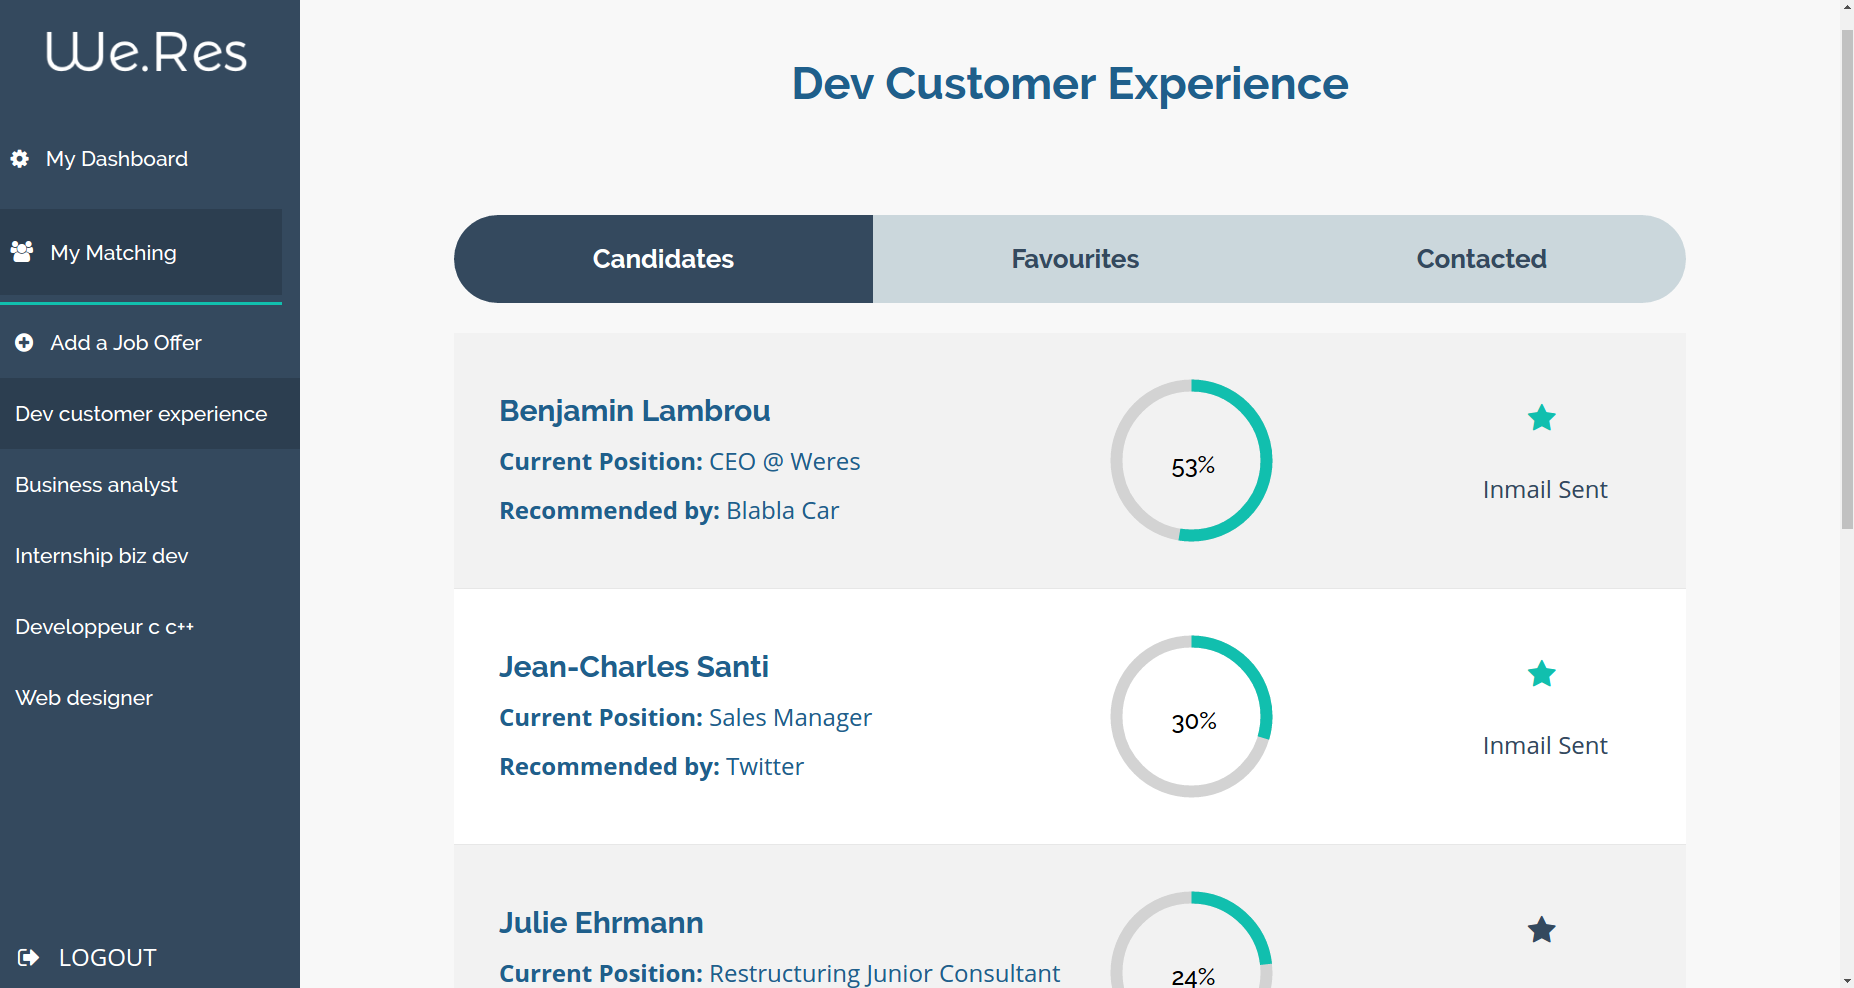 We.Res
My Dashboard
My Matching
Add a Job Offer
Dev customer experience
Business analyst
Internship biz dev
Developpeur c c++
Web designer
LOGOUT
Dev Customer Experience
Candidates
Favourites
Contacted
Benjamin Lambrou
Current Position: CEO @ Weres
Recommended by: Blabla Car
53%
Inmail Sent
Jean-Charles Santi
Current Position: Sales Manager
Recommended by: Twitter
30%
Inmail Sent
Julie Ehrmann
Current Position: Restructuring Junior Consultant
24%